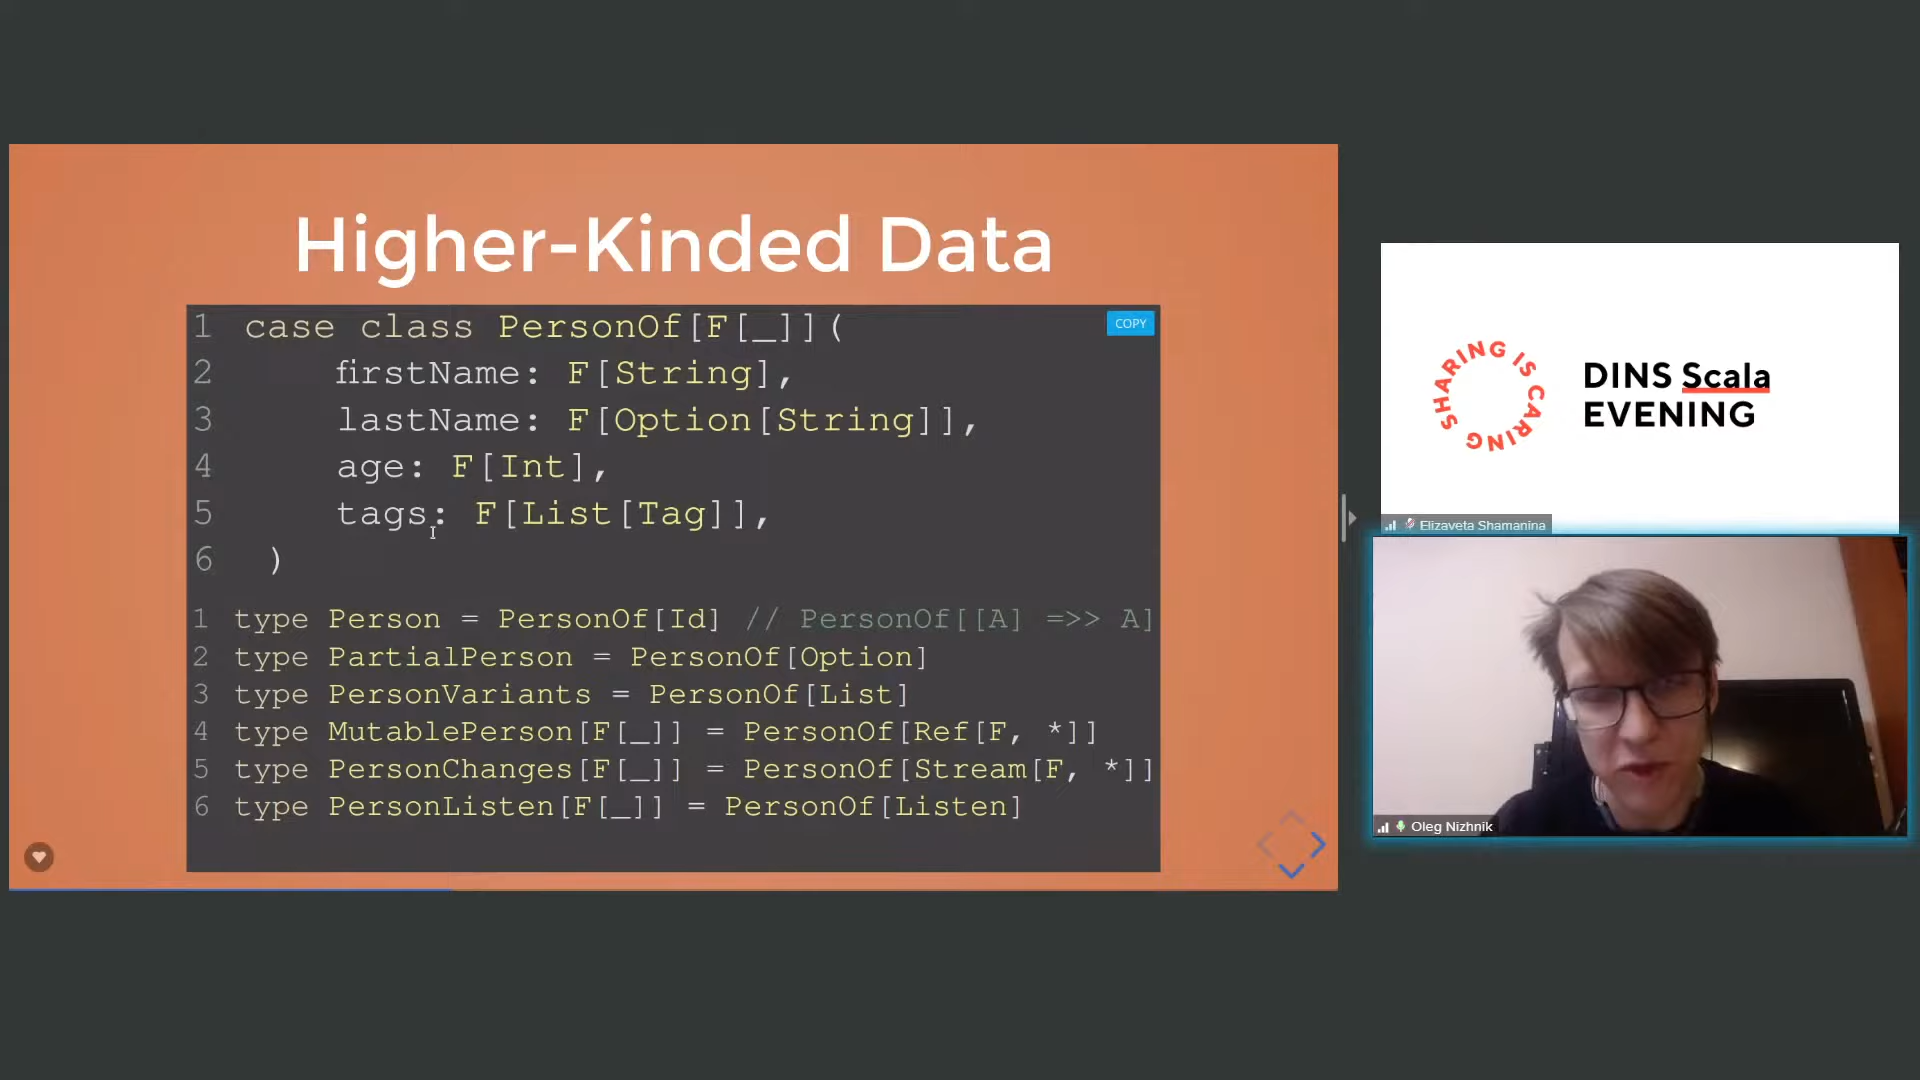 Higher-Kinded Data
COPY
1 case class PersonOf[F[_]](
2 firstName: F[String],
3 lastName: F[Option[String]],
4 age: F[Int],
5 tags: F[List[Tag]],
6 )
1 type Person = PersonOf[Id] // PersonOf[[A] =>> A]
2 type PartialPerson = PersonOf[Option]
3 type PersonVariants = PersonOf[List]
4 type MutablePerson[F[_]] = PersonOf[Ref[F, *]]
5 type PersonChanges[F[_]] = PersonOf[Stream[F, *]]
6 type PersonListen[F[_]] = PersonOf[Listen]
SHARING IS CARING
DINS Scala
EVENING
Elizaveta Shamanina
Oleg Nizhnik